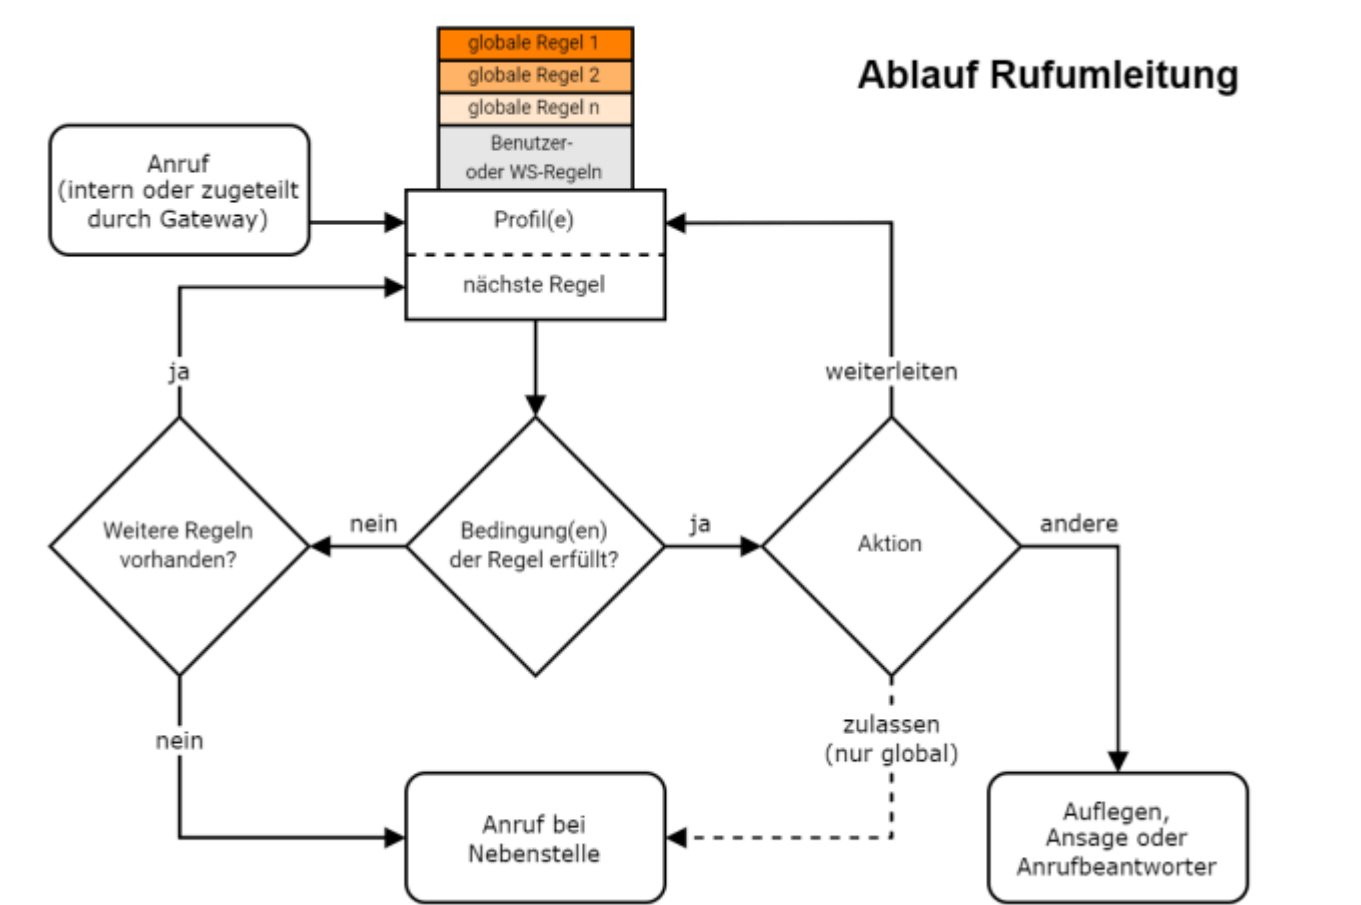 globale Regel 1
Ablauf Rufumleitung
globale Regel 2
globale Regel n
Benutzer-
oder WS-Regeln
Anruf
(intern oder zugeteilt
durch Gateway)
Profil(e)
nächste Regel
ja
weiterleiten
Weitere Regeln
vorhanden?
nein
Bedingung(en)
der Regel erfüllt?
ja
Aktion
andere
nein
zulassen
(nur global)
Anruf bei
Nebenstelle
Auflegen,
Ansage oder
Anrufbeantworter